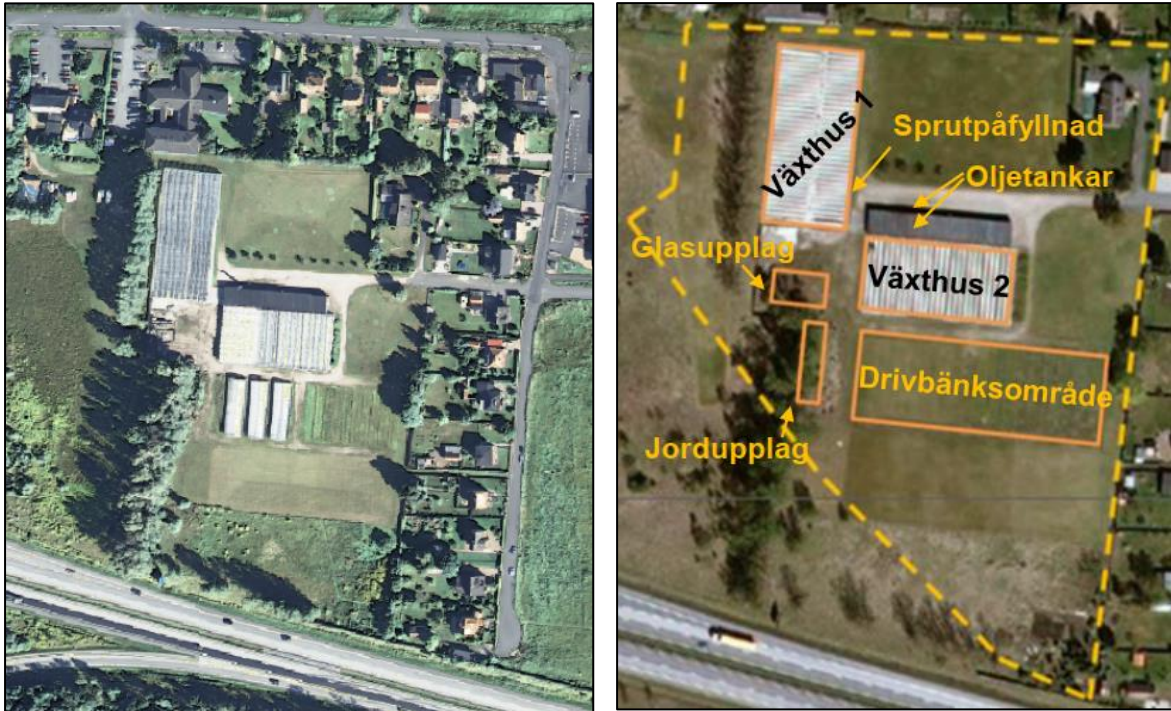 Växthus 1
Sprutpåfyllnad
Oljetankar
Glasupplag
Växthus 2
Drivbänksområde
Jordupplag